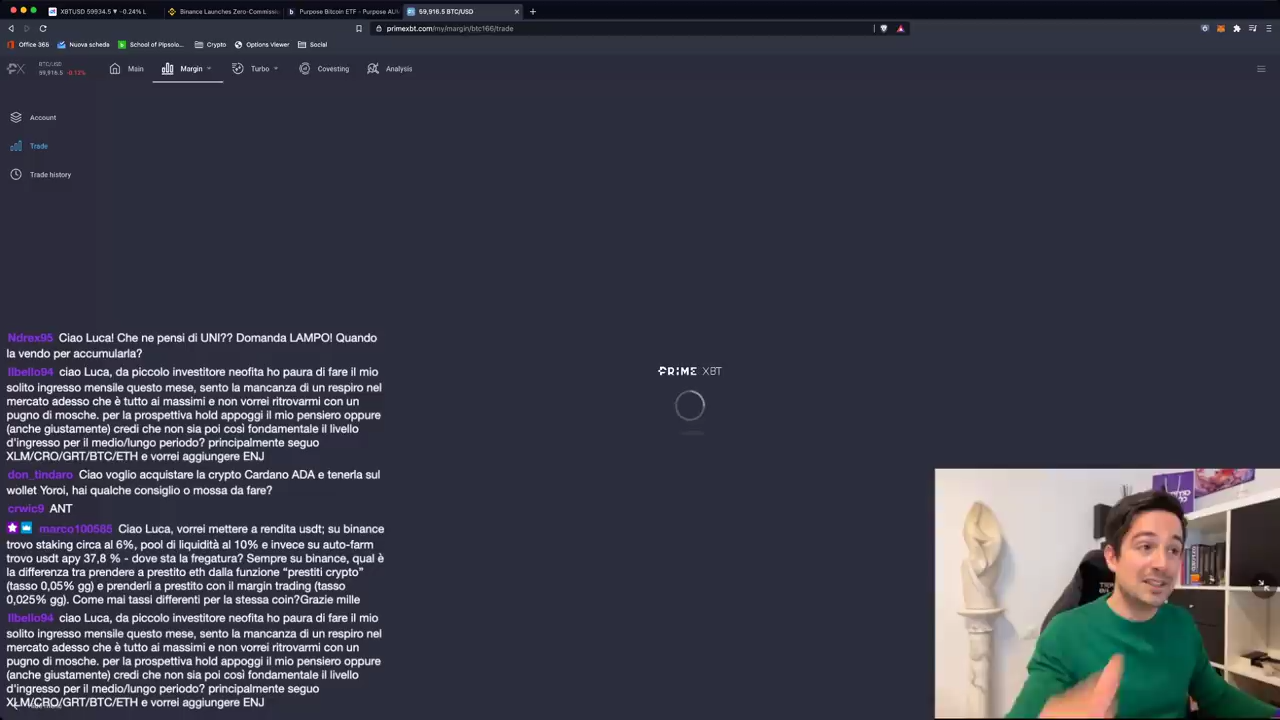 XBTUSD 59934.5 ▼ -0.24% L
Binance Launches Zero-Commissi
Purpose Bitcoin ETF - Purpose AU
59,916.5 BTC/USD
primexbt.com/my/margin/btc166/trade
Office 365 Nuova scheda School of Pipsolo... Crypto Options Viewer Social
BTC/USD
59,916.5 -0.13%
Main Margin Turbo Covesting Analysis
Account
Trade
Trade history
PRIME XBT
Ndrex95 Ciao Luca! Che ne pensi di UNI?? Domanda LAMPO! Quando
la vendo per accumularla?
Ilbello94 ciao Luca, da piccolo investitore neofita ho paura di fare il mio
solito ingresso mensile questo mese, sento la mancanza di un respiro nel
mercato adesso che è tutto ai massimi e non vorrei ritrovarmi con un
pugno di mosche. per la prospettiva hold appoggi il mio pensiero oppure
(anche giustamente) credi che non sia poi così fondamentale il livello
d'ingresso per il medio/lungo periodo? principalmente seguo
XLM/CRO/GRT/BTC/ETH e vorrei aggiungere ENJ
don_tindaro Ciao voglio acquistare la crypto Cardano ADA e tenerla sul
wollet Yoroi, hai qualche consiglio o mossa da fare?
crwic9 ANT
marco100585 Ciao Luca, vorrei mettere a rendita usdt; su binance
trovo staking circa al 6%, pool di liquidità al 10% e invece su auto-farm
trovo usdt apy 37,8 % - dove sta la fregatura? Sempre su binance, qual è
la differenza tra prendere a prestito eth dalla funzione “prestiti crypto”
(tasso 0,05% gg) e prenderli a prestito con il margin trading (tasso
0,025% gg). Come mai tassi differenti per la stessa coin?Grazie mille
Ilbello94 ciao Luca, da piccolo investitore neofita ho paura di fare il mio
solito ingresso mensile questo mese, sento la mancanza di un respiro nel
mercato adesso che è tutto ai massimi e non vorrei ritrovarmi con un
pugno di mosche. per la prospettiva hold appoggi il mio pensiero oppure
(anche giustamente) credi che non sia poi così fondamentale il livello
d'ingresso per il medio/lungo periodo? principalmente seguo
XLM/CRO/GRT/BTC/ETH e vorrei aggiungere ENJ